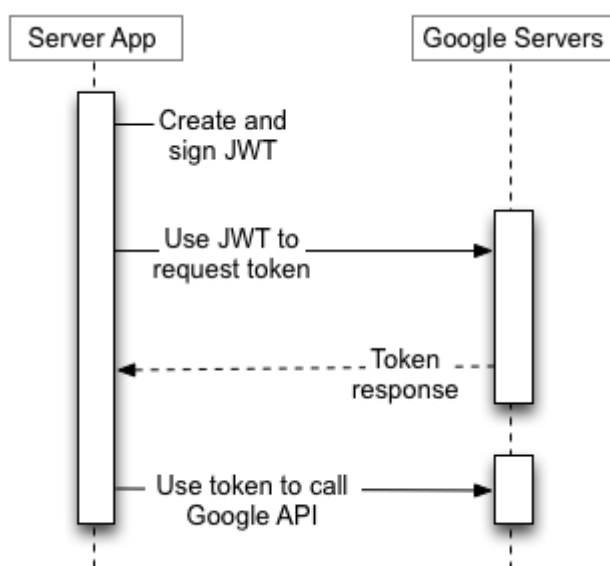 Server App
Google Servers
Create and
sign JWT
Use JWT to
request token
Token
response
Use token to call
Google API